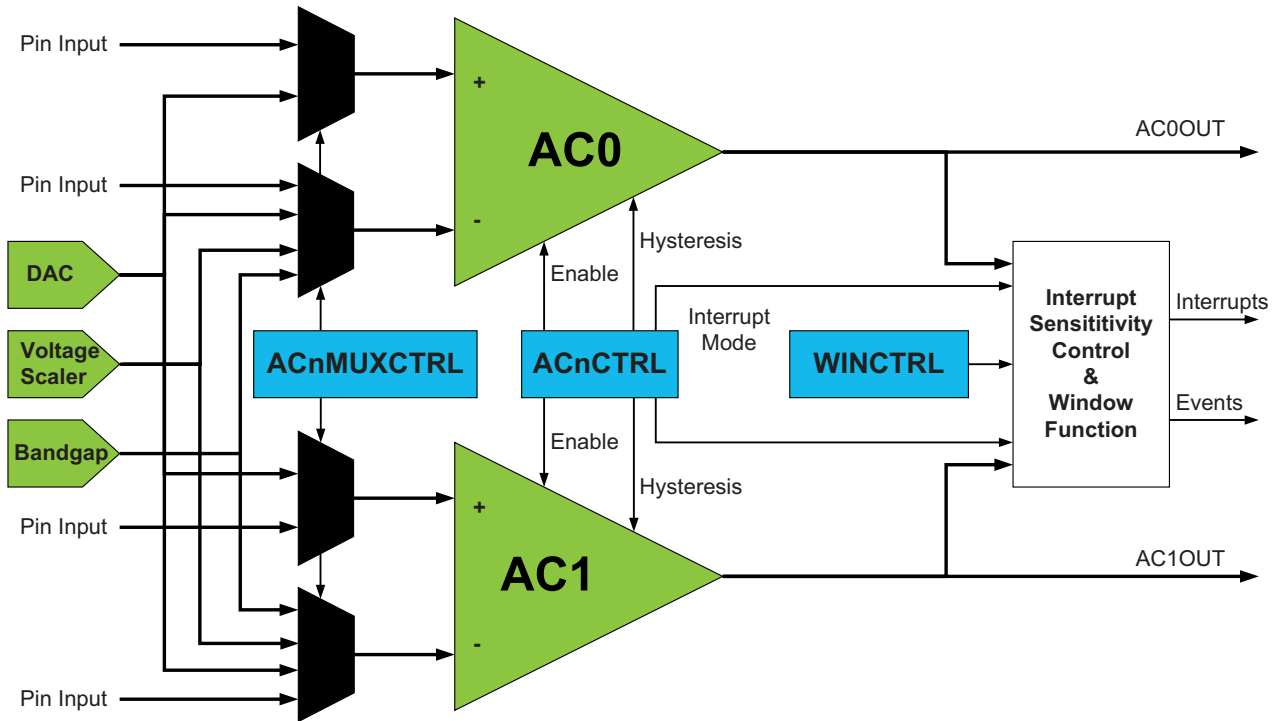 Pin Input
+
AC0
AC0OUT
Pin Input
-
Hysteresis
DAC
Enable
Interrupt
Mode
Interrupt
Sensititivity
Control
&
Window
Function
Interrupts
Voltage
Scaler
ACnMUXCTRL
ACnCTRL
WINCTRL
Events
Bandgap
Enable
Hysteresis
Pin Input
+
AC1
AC1OUT
-
Pin Input